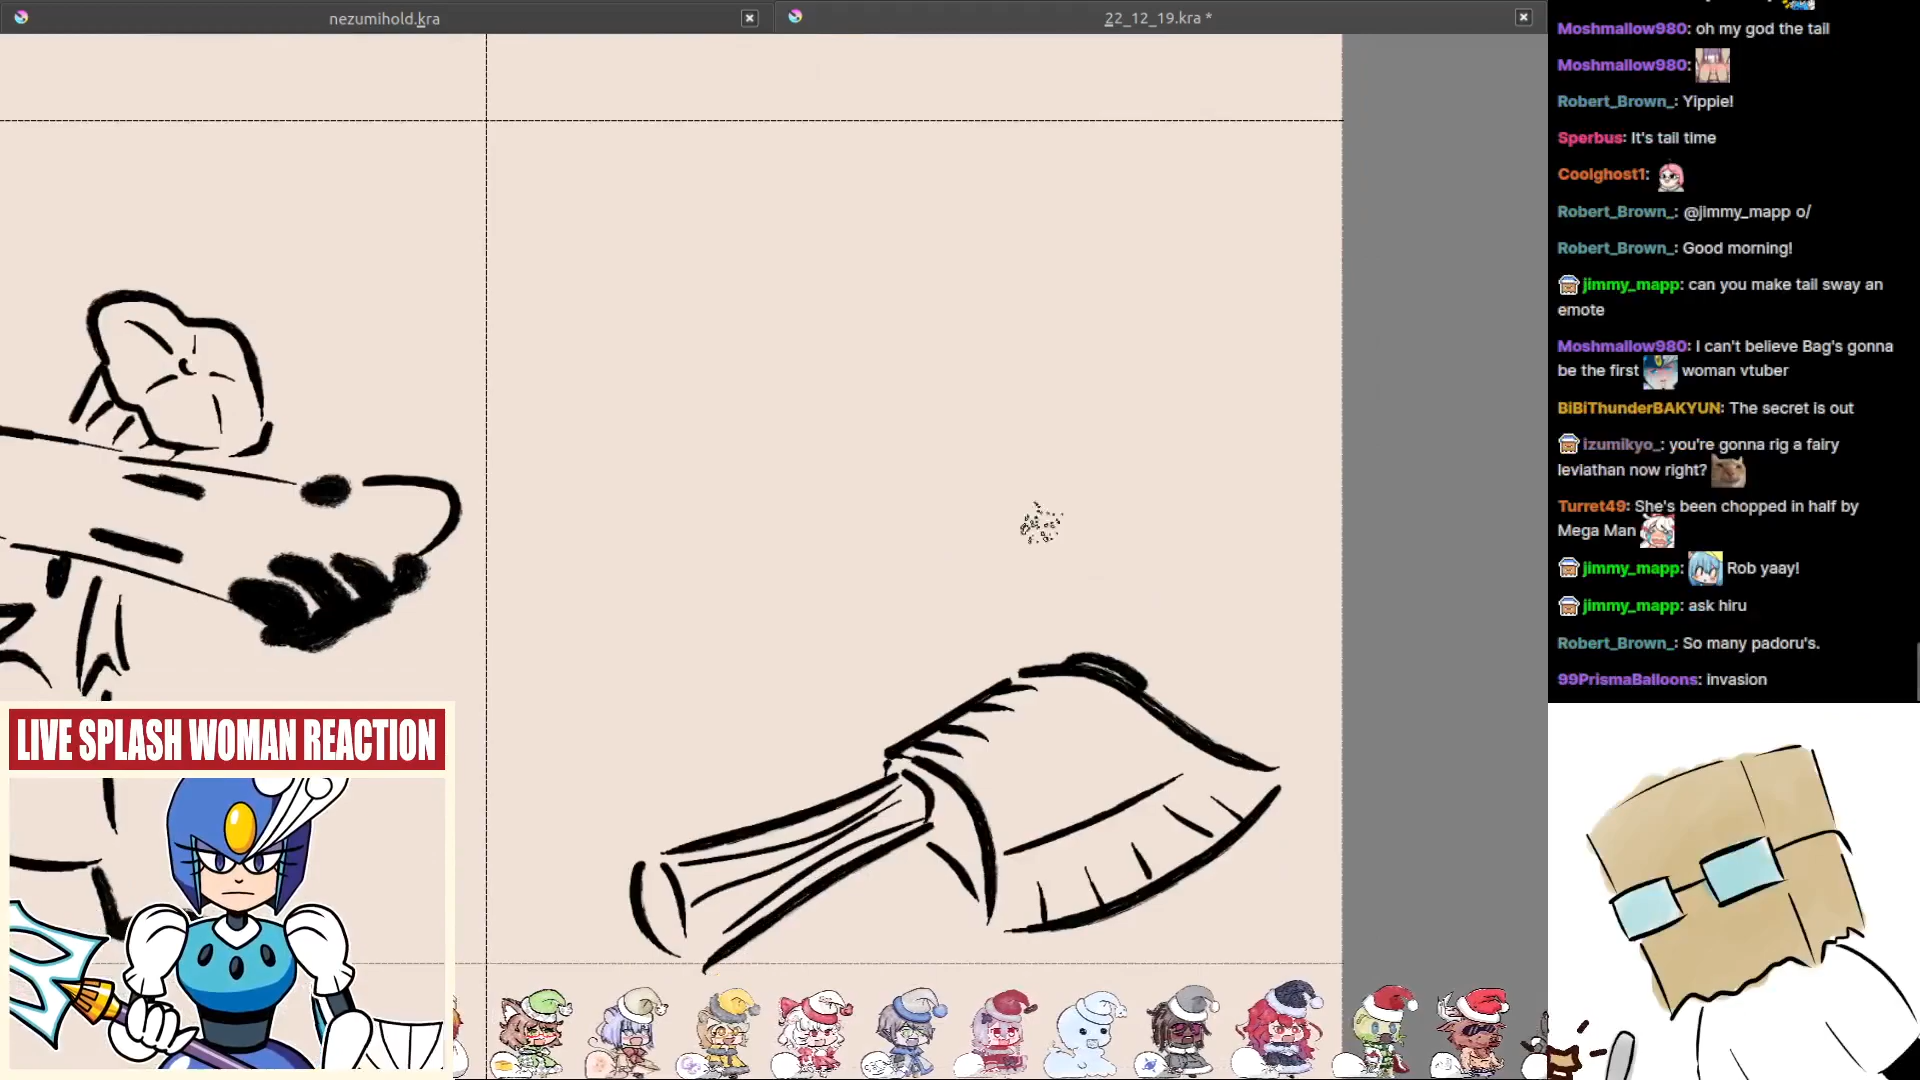 nezumihold.kra
22_12_19.kra *
Moshmallow980: oh my god the tail
Moshmallow980:
Robert_Brown_: Yippie!
Sperbus: It's tail time
Coolghost1:
Robert_Brown_: @jimmy_mapp o/
Robert_Brown_: Good morning!
jimmy_mapp: can you make tail sway an
emote
Moshmallow980: I can't believe Bag's gonna
be the first woman vtuber
BiBiThunderBAKYUN: The secret is out
izumikyo_: you're gonna rig a fairy
leviathan now right?
Turret49: She's been chopped in half by
Mega Man
jimmy_mapp: Rob yaay!
jimmy_mapp: ask hiru
Robert_Brown_: So many padoru's.
99PrismaBalloons: invasion
LIVE SPLASH WOMAN REACTION